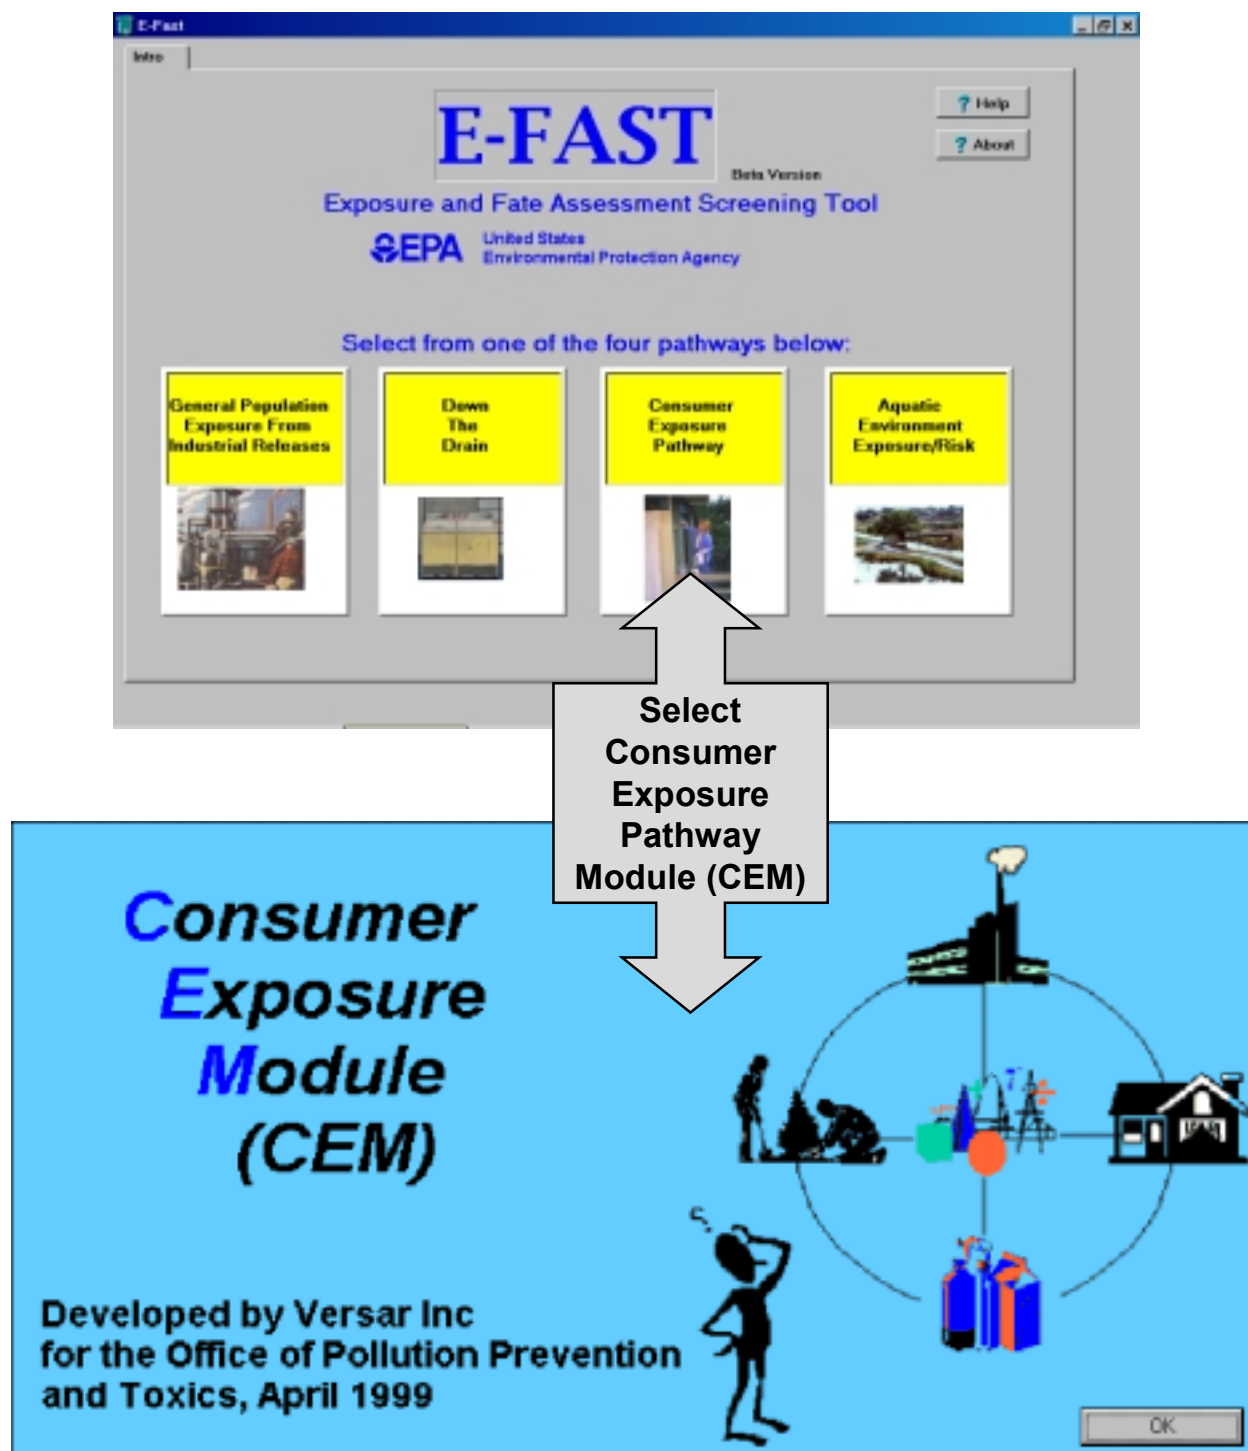 E-Fast
Intro
? Help
E-FAST
? About
Beta Version
Exposure and Fate Assessment Screening Tool
EPA
United States
Environmental Protection Agency
Select from one of the four pathways below:
General Population
Exposure From
Industrial Releases
Down
The
Drain
Consumer
Exposure
Pathway
Aquatic
Environment
Exposure/Risk
Select
Consumer
Exposure
Pathway
Module (CEM)
Consumer
Exposure
Module
(CEM)
Developed by Versar Inc
for the Office of Pollution Prevention
and Toxics, April 1999
OK